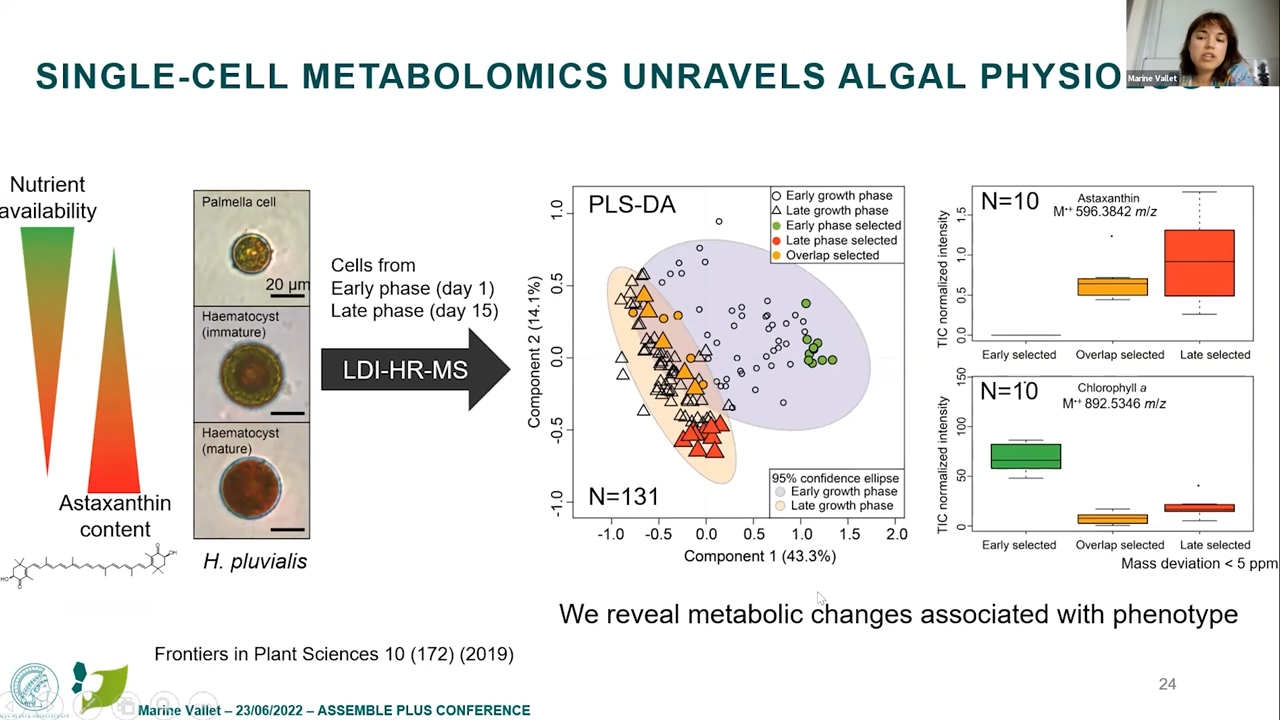 SINGLE-CELL METABOLOMICS UNRAVELS ALGAL PHYSIO
Marine Vallet
Nutrient
availability
Astaxanthin
content
HO
O
OH
O
Palmella cell
20 µm
Haematocyst
(immature)
Haematocyst
(mature)
H. pluvialis
Cells from
Early phase (day 1)
Late phase (day 15)
LDI-HR-MS
PLS-DA
Early growth phase
Late growth phase
Early phase selected
Late phase selected
Overlap selected
Component 2 (14.1%)
1.0
0.5
0.0
-0.5
-1.0
N=131
95% confidence ellipse
Early growth phase
Late growth phase
-1.0 -0.5 0.0 0.5 1.0 1.5 2.0
Component 1 (43.3%)
N=10
Astaxanthin
M•+ 596.3842 m/z
TIC normalized intensity
1.5
1.0
0.5
0.0
Early selected Overlap selected Late selected
N=10
Chlorophyll a
M•+ 892.5346 m/z
TIC normalized intensity
150
100
50
0
Early selected Overlap selected Late selected
Mass deviation < 5 ppm
We reveal metabolic changes associated with phenotype
Frontiers in Plant Sciences 10 (172) (2019)
24
Marine Vallet – 23/06/2022 – ASSEMBLE PLUS CONFERENCE